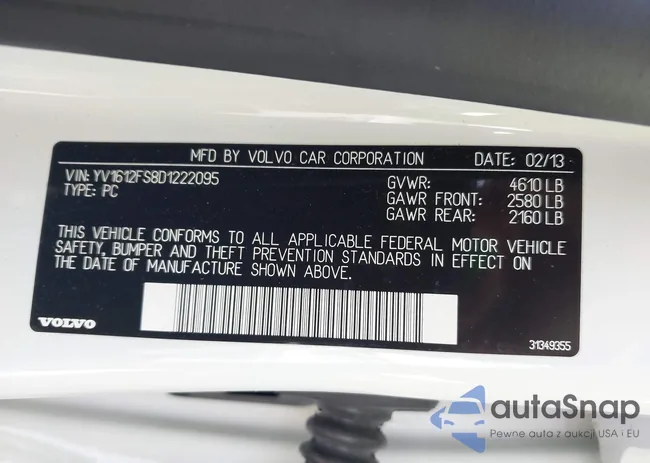 MFD BY VOLVO CAR CORPORATION DATE: 02/13
VIN: YV1612FS8D1222095 GVWR: 4610 LB
TYPE: PC GAWR FRONT: 2580 LB
GAWR REAR: 2160 LB
THIS VEHICLE CONFORMS TO ALL APPLICABLE FEDERAL MOTOR VEHICLE
SAFETY, BUMPER AND THEFT PREVENTION STANDARDS IN EFFECT ON
THE DATE OF MANUFACTURE SHOWN ABOVE.
VOLVO 31349355
autaSnap
Pewne auta z aukcji USA i EU